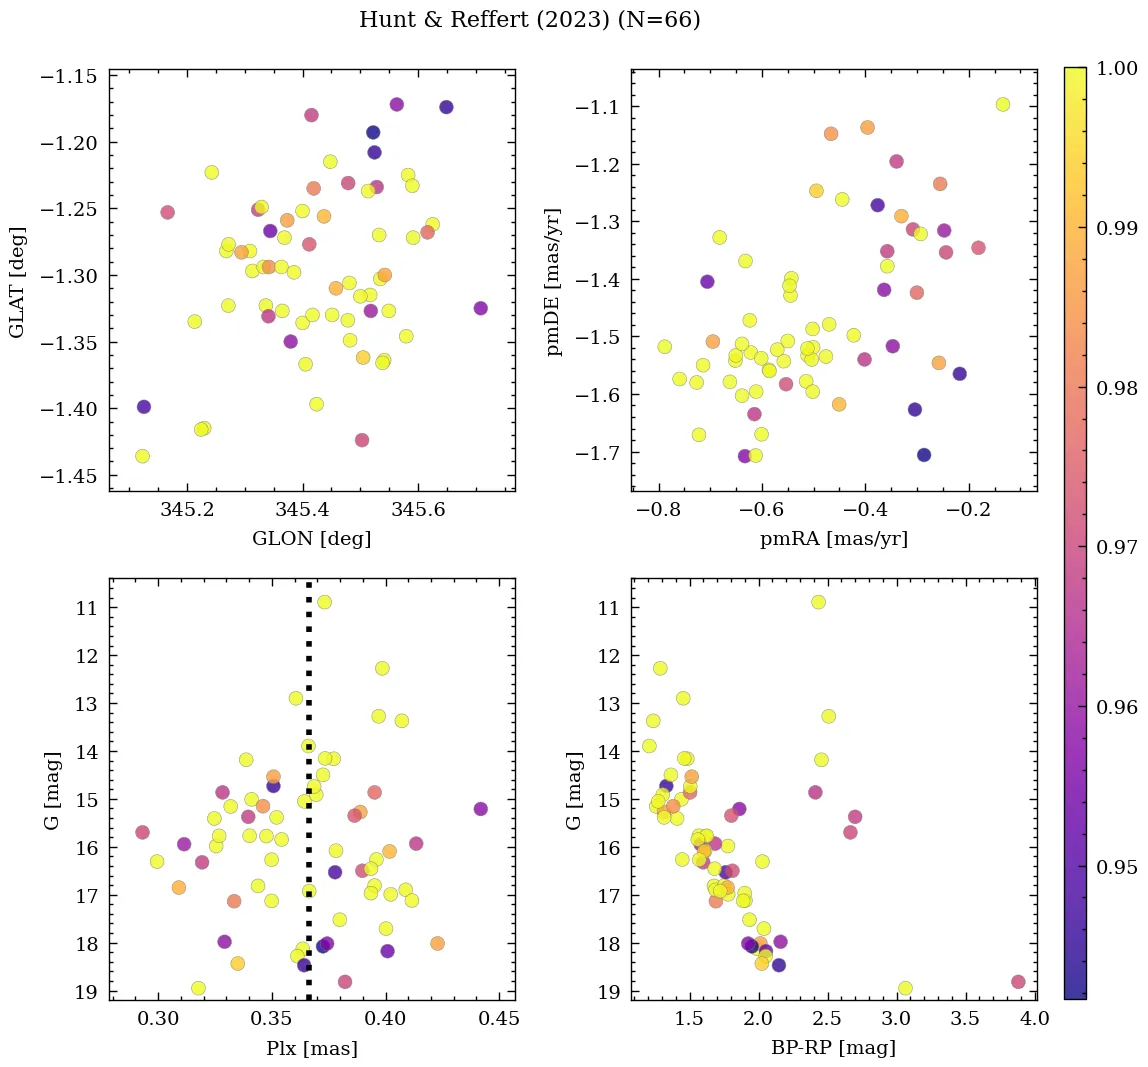 Hunt & Reffert (2023) (N=66)
−1.15
−1.20
−1.25
−1.30
−1.35
−1.40
−1.45
GLAT [deg]
345.2 345.4 345.6
GLON [deg]
−1.1
−1.2
−1.3
−1.4
−1.5
−1.6
−1.7
pmDE [mas/yr]
−0.8 −0.6 −0.4 −0.2
pmRA [mas/yr]
1.00
0.99
0.98
0.97
0.96
0.95
11
12
13
14
15
16
17
18
19
G [mag]
0.30 0.35 0.40 0.45
Plx [mas]
11
12
13
14
15
16
17
18
19
G [mag]
1.5 2.0 2.5 3.0 3.5 4.0
BP-RP [mag]